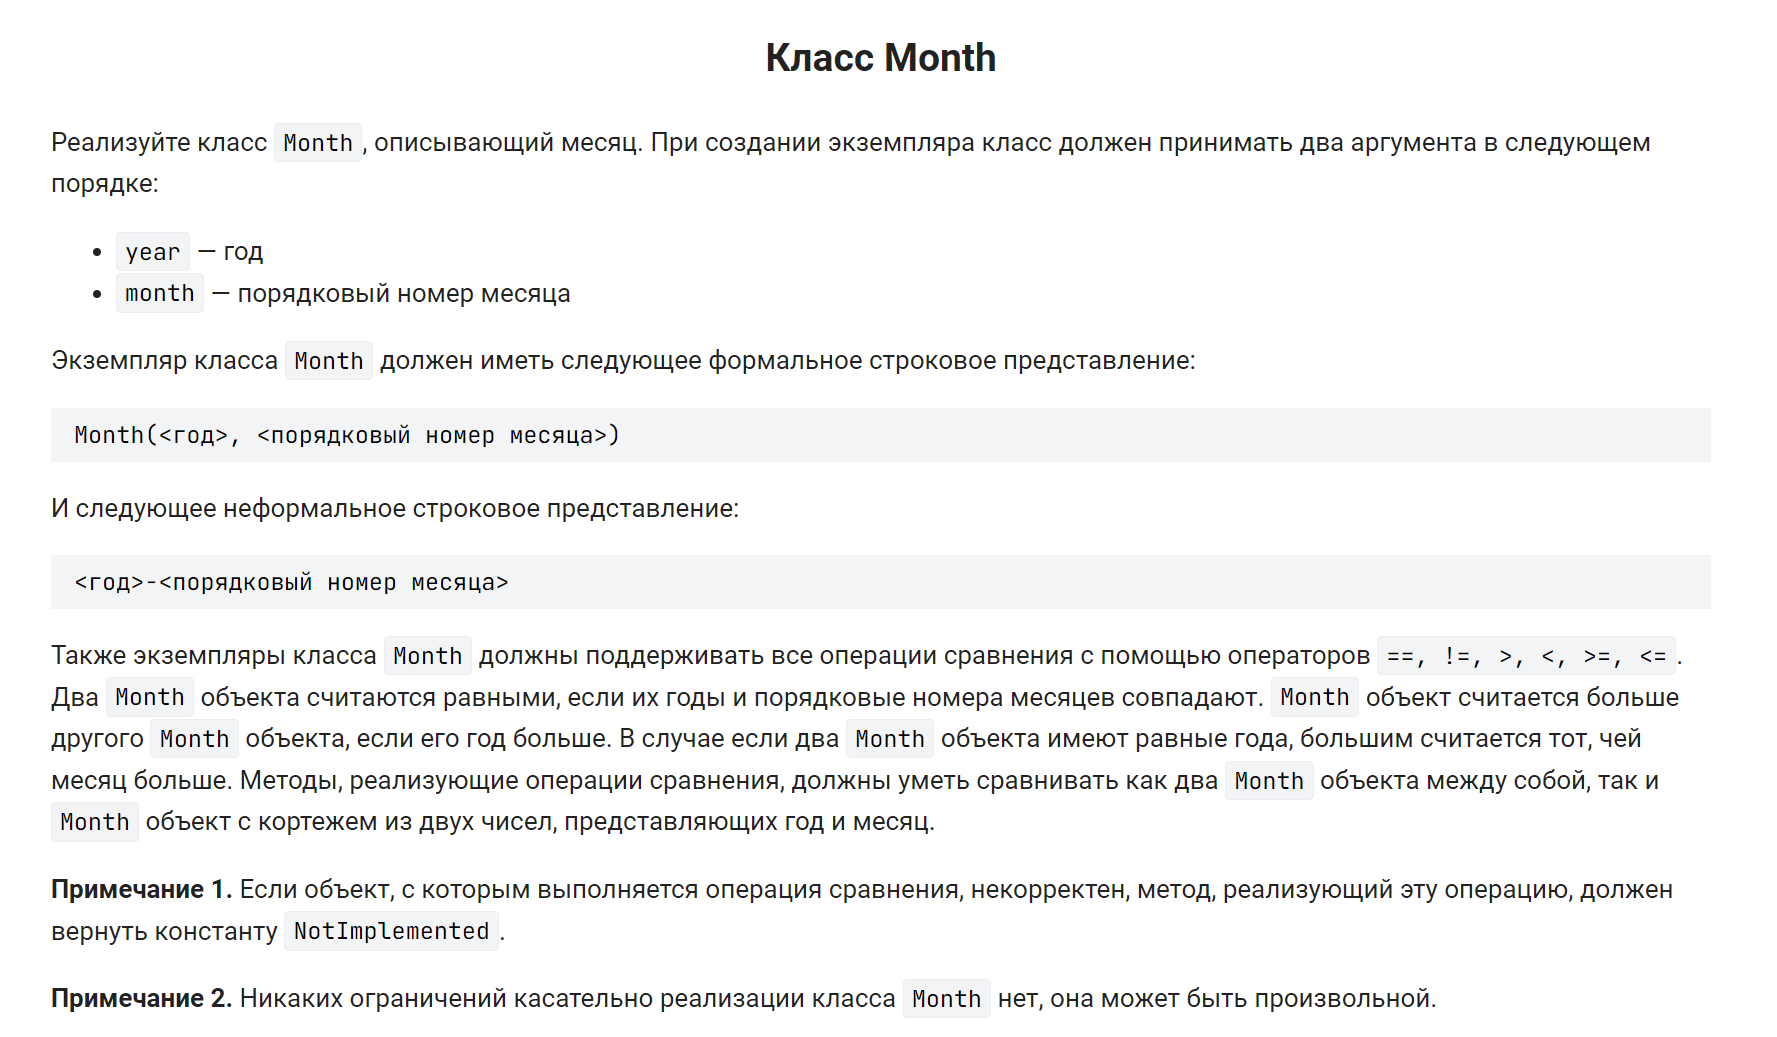 Класс Month
Реализуйте класс Month, описывающий месяц. При создании экземпляра класс должен принимать два аргумента в следующем
порядке:
• year — год
• month — порядковый номер месяца
Экземпляр класса Month должен иметь следующее формальное строковое представление:
Month(<год>, <порядковый номер месяца>)
И следующее неформальное строковое представление:
<год>-<порядковый номер месяца>
Также экземпляры класса Month должны поддерживать все операции сравнения с помощью операторов ==, !=, >, <, >=, <=.
Два Month объекта считаются равными, если их годы и порядковые номера месяцев совпадают. Month объект считается больше
другого Month объекта, если его год больше. В случае если два Month объекта имеют равные года, большим считается тот, чей
месяц больше. Методы, реализующие операции сравнения, должны уметь сравнивать как два Month объекта между собой, так и
Month объект с кортежем из двух чисел, представляющих год и месяц.
Примечание 1. Если объект, с которым выполняется операция сравнения, некорректен, метод, реализующий эту операцию, должен
вернуть константу NotImplemented.
Примечание 2. Никаких ограничений касательно реализации класса Month нет, она может быть произвольной.